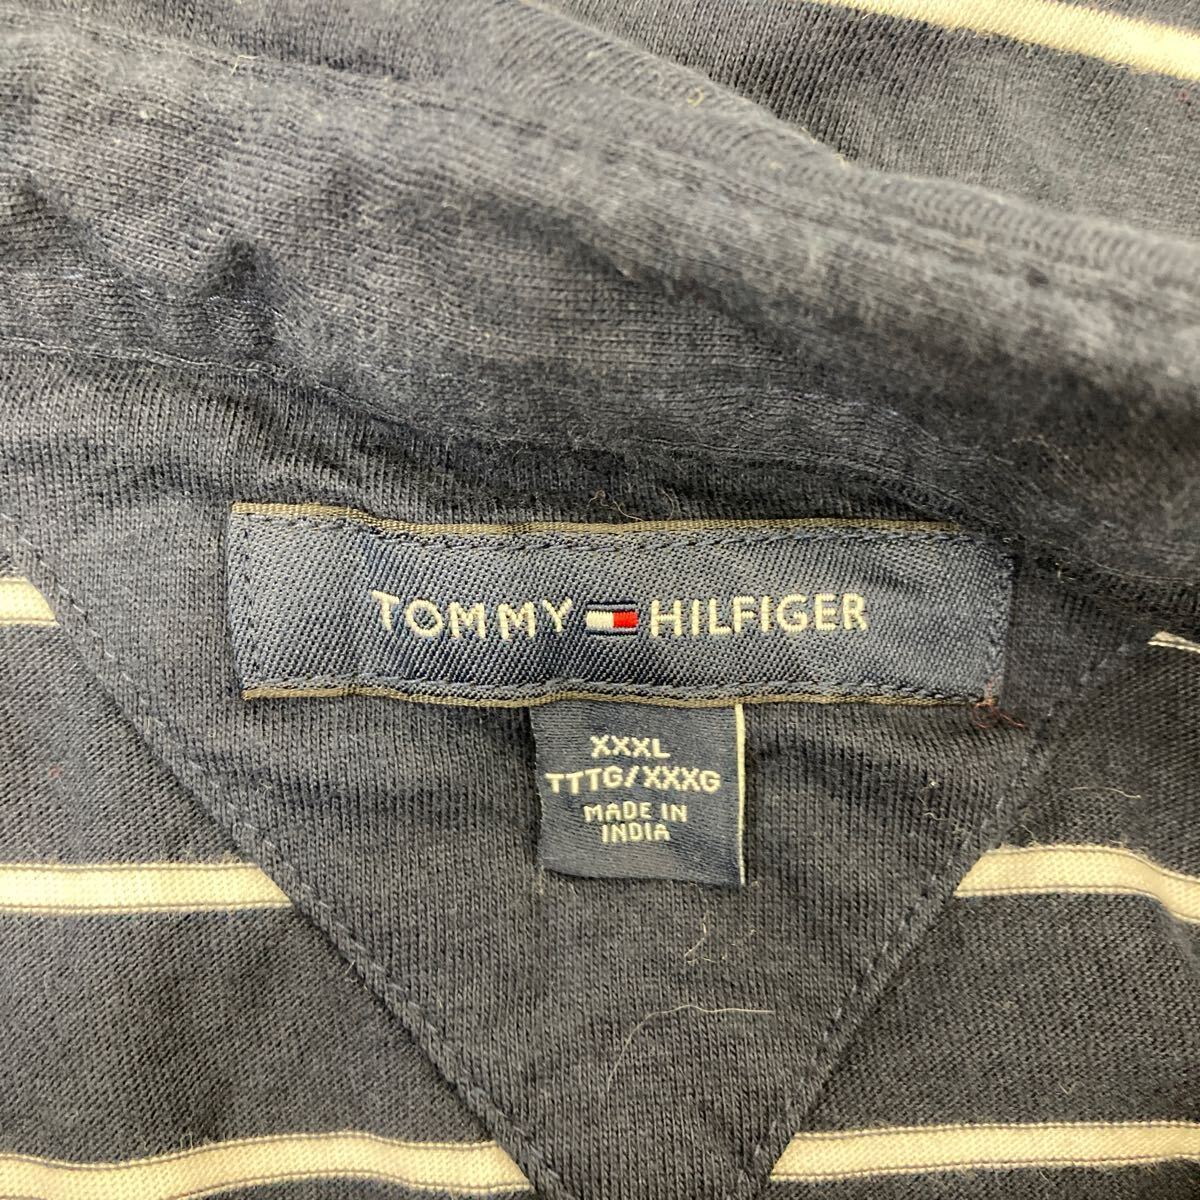 TOMMY HILFIGER
XXXL
TTTG/XXXG
MADE IN
INDIA